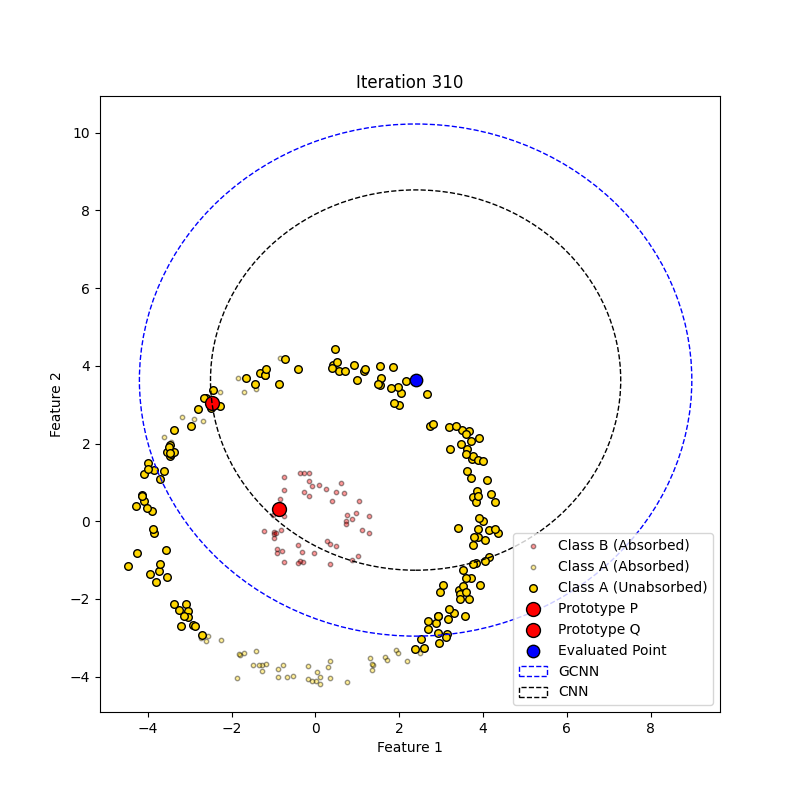 Iteration 310
10
8
6
4
2
0
−2
−4
Feature 2
−4
−2
0
2
4
6
8
Feature 1
Class B (Absorbed)
Class A (Absorbed)
Class A (Unabsorbed)
Prototype P
Prototype Q
Evaluated Point
GCNN
CNN